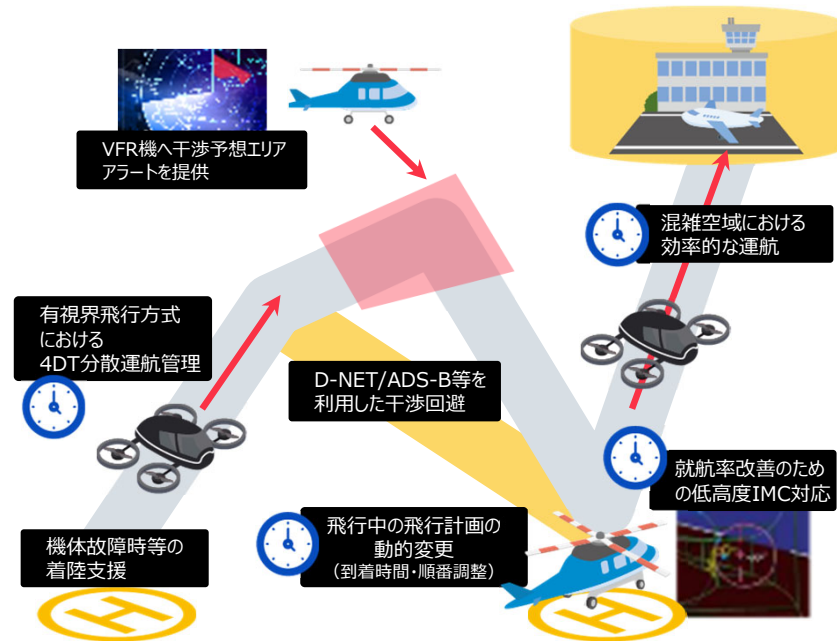 VFR機へ干渉予想エリア
アラートを提供
混雑空域における
効率的な運航
有視界飛行方式
における
4DT分散運航管理
D-NET/ADS-B等を
利用した干渉回避
就航率改善のため
の低高度IMC対応
機体故障時等の
着陸支援
飛行中の飛行計画の
動的変更
(到着時間・順番調整)
H
H